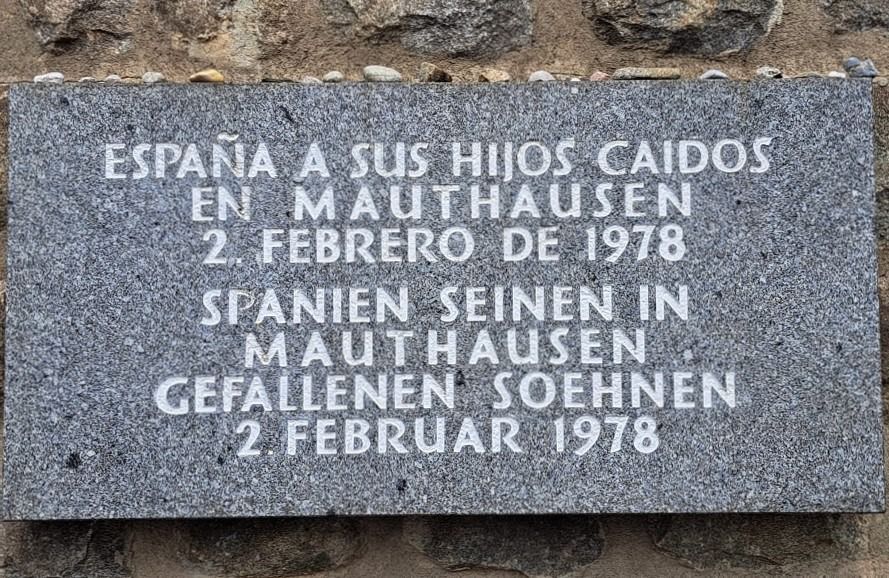 ESPAÑA A SUS HIJOS CAIDOS
EN MAUTHAUSEN
2. FEBRERO DE 1978
SPANIEN SEINEN IN
MAUTHAUSEN
GEFALLENEN SOEHNEN
2. FEBRUAR 1978